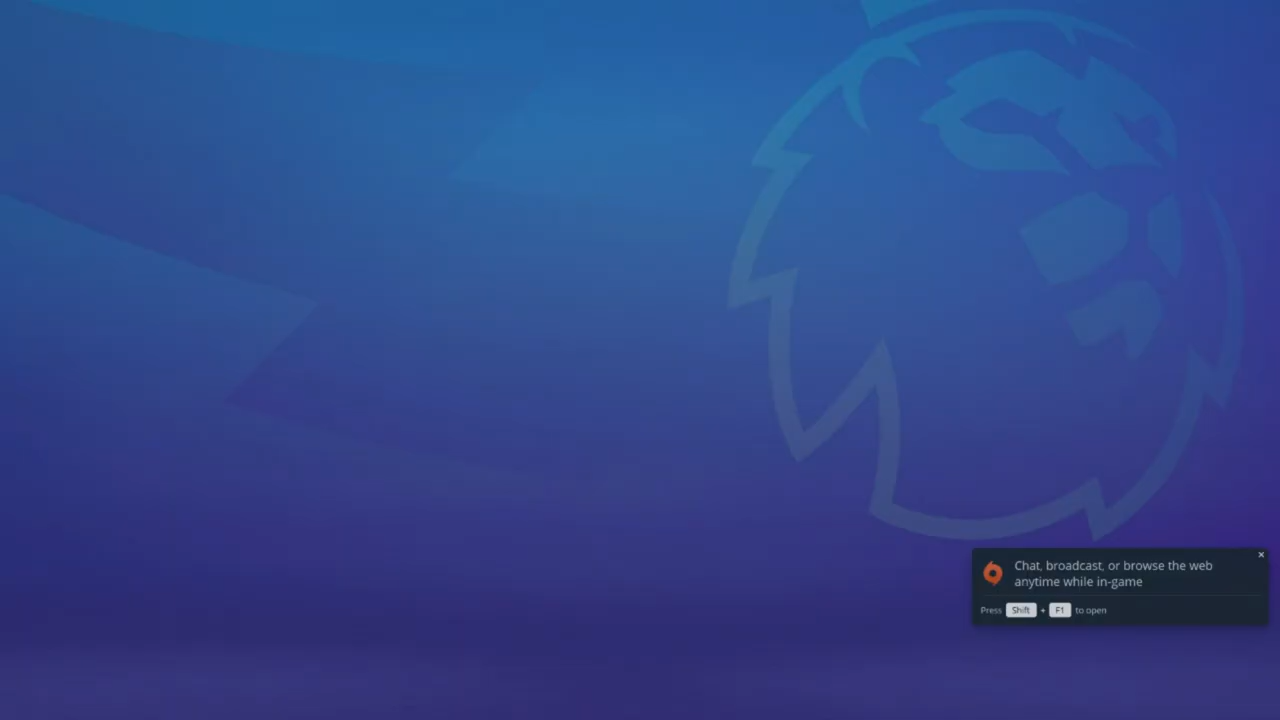 Chat, broadcast, or browse the web
anytime while in-game
Press Shift + F1 to open